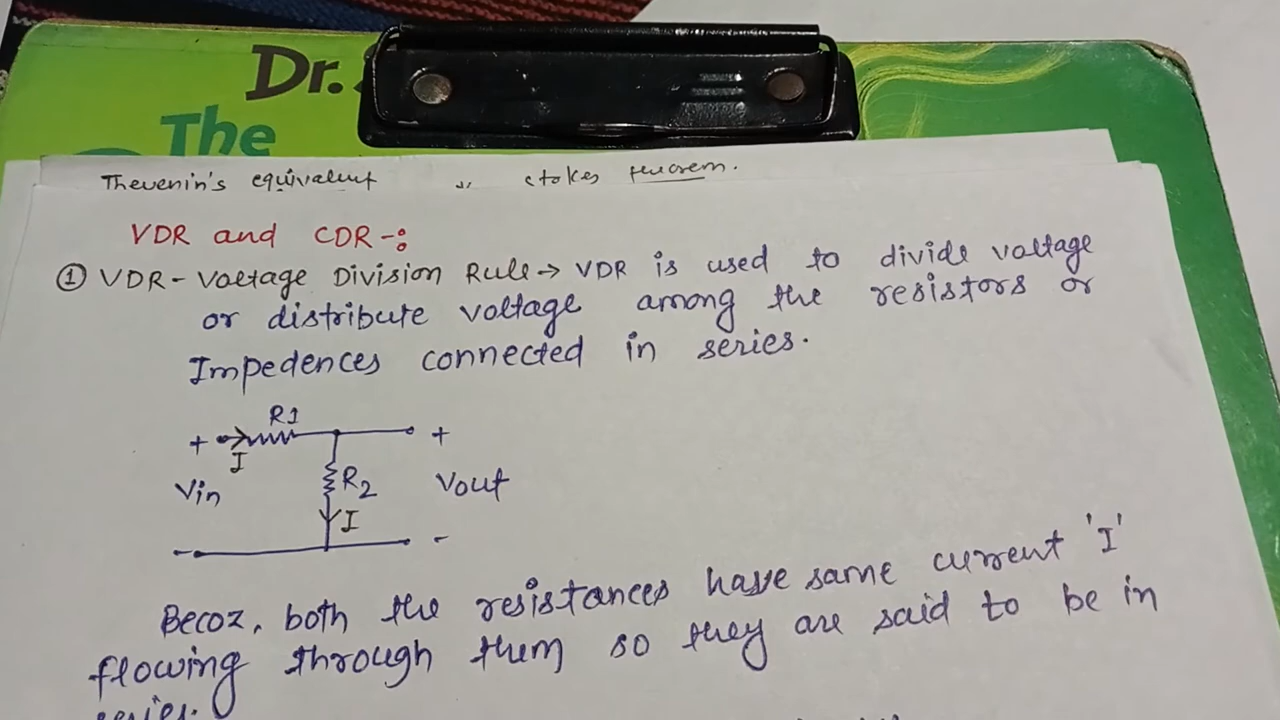 Dr.
The
Thevenin's equivalent " stokes theorem.
VDR and CDR-:
① VDR-Voltage Division Rule→ VDR is used to divide voltage
or distribute voltage among the resistors or
Impedences connected in series.
R1
+ +
I
Vin R2 Vout
I
- -
Becoz, both the resistances have same current 'I'
flowing through them so they are said to be in
series.